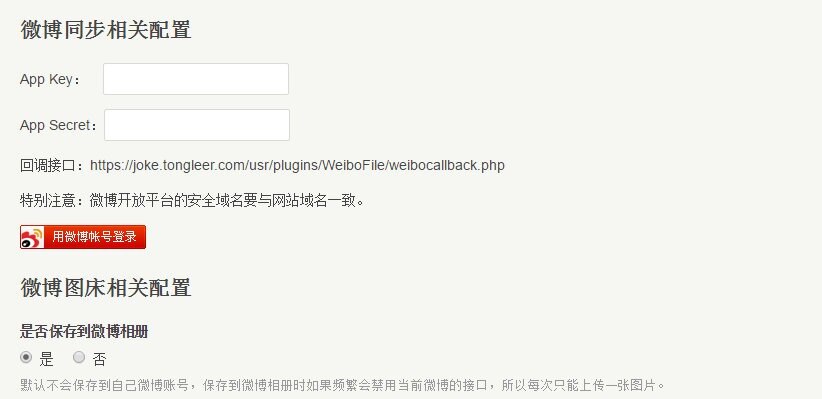 微博同步相关配置
App Key：
App Secret：
回调接口：https://joke.tongleer.com/usr/plugins/WeiboFile/weibocallback.php
特别注意：微博开放平台的安全域名要与网站域名一致。
用微博帐号登录
微博图床相关配置
是否保存到微博相册
是 否
默认不会保存到自己微博账号，保存到微博相册时如果频繁会禁用当前微博的接口，所以每次只能上传一张图片。